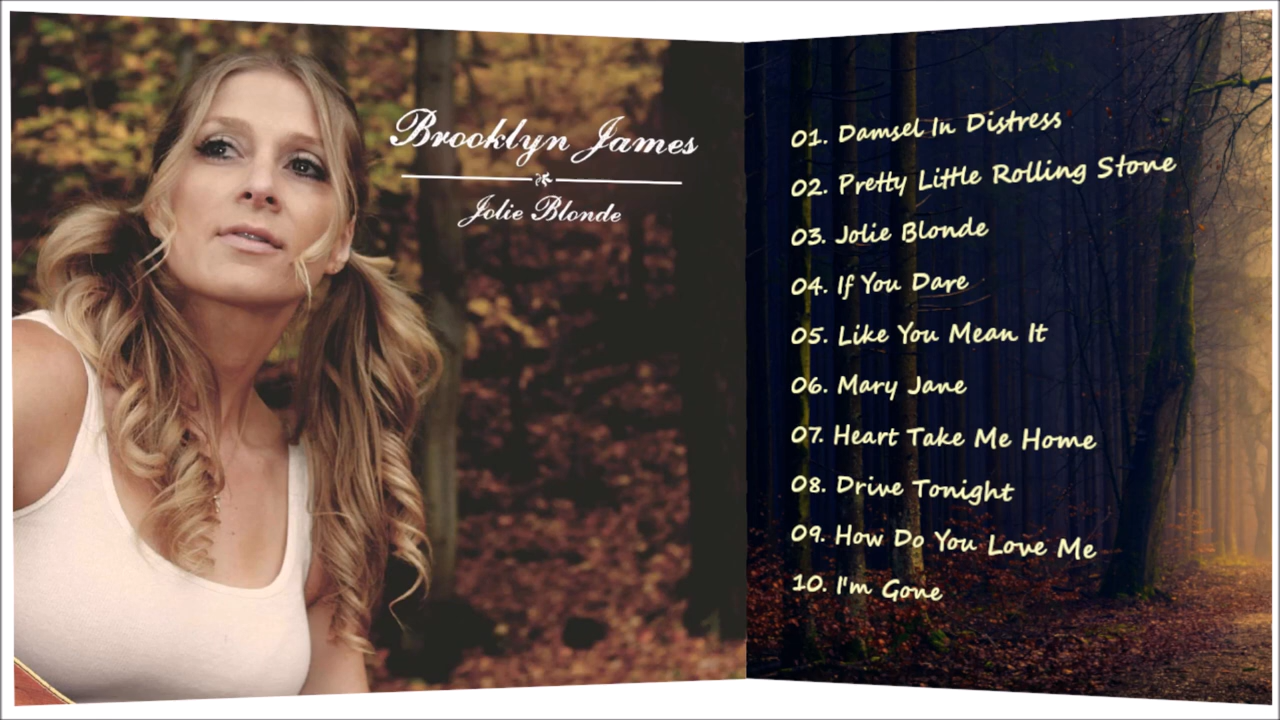 Brooklyn James
Jolie Blonde
01. Damsel In Distress
02. Pretty Little Rolling Stone
03. Jolie Blonde
04. If You Dare
05. Like You Mean It
06. Mary Jane
07. Heart Take Me Home
08. Drive Tonight
09. How Do You Love Me
10. I'm Gone